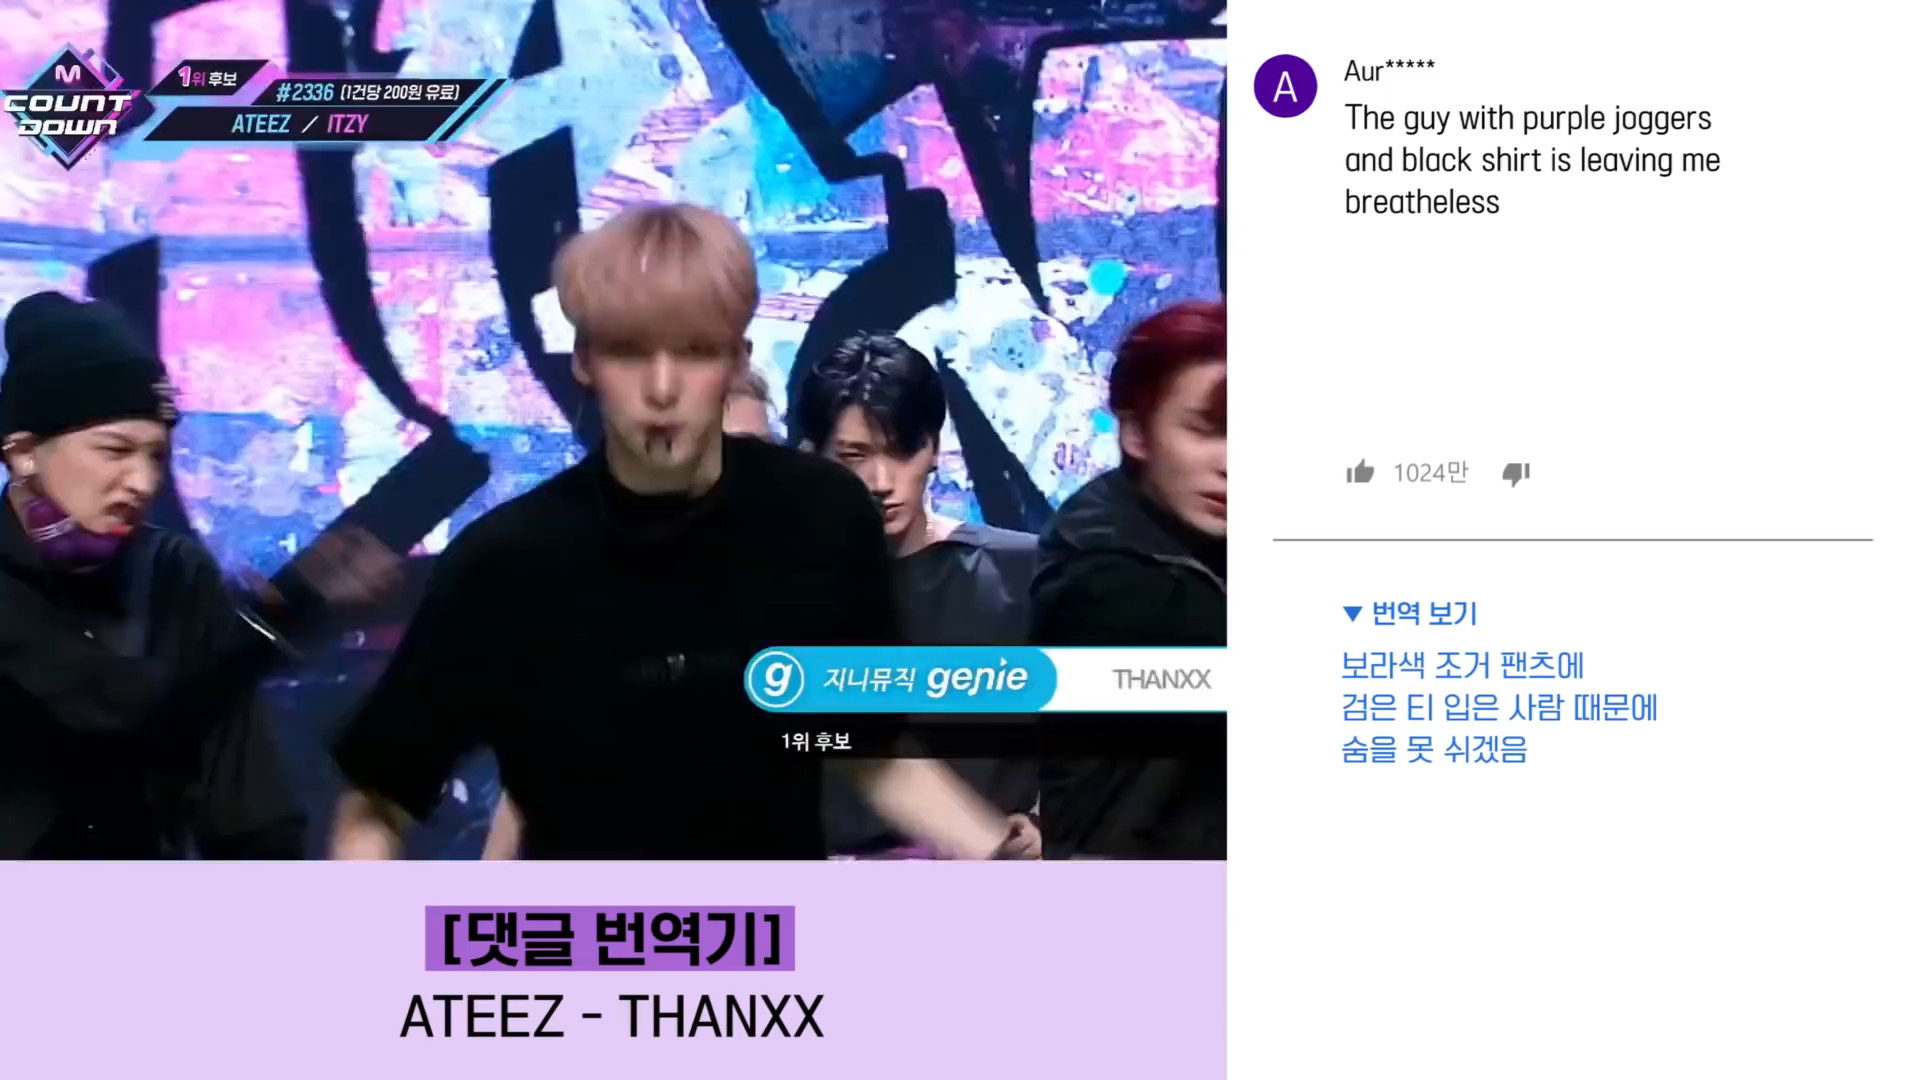 M
COUNT
DOWN
1위 후보
#2336 (1건당 200원 유료)
ATEEZ / ITZY
g 지니뮤직 genie THANXX
1위 후보
[댓글 번역기]
ATEEZ - THANXX
A
Aur*****
The guy with purple joggers
and black shirt is leaving me
breatheless
1024만
▼ 번역 보기
보라색 조거 팬츠에
검은 티 입은 사람 때문에
숨을 못 쉬겠음